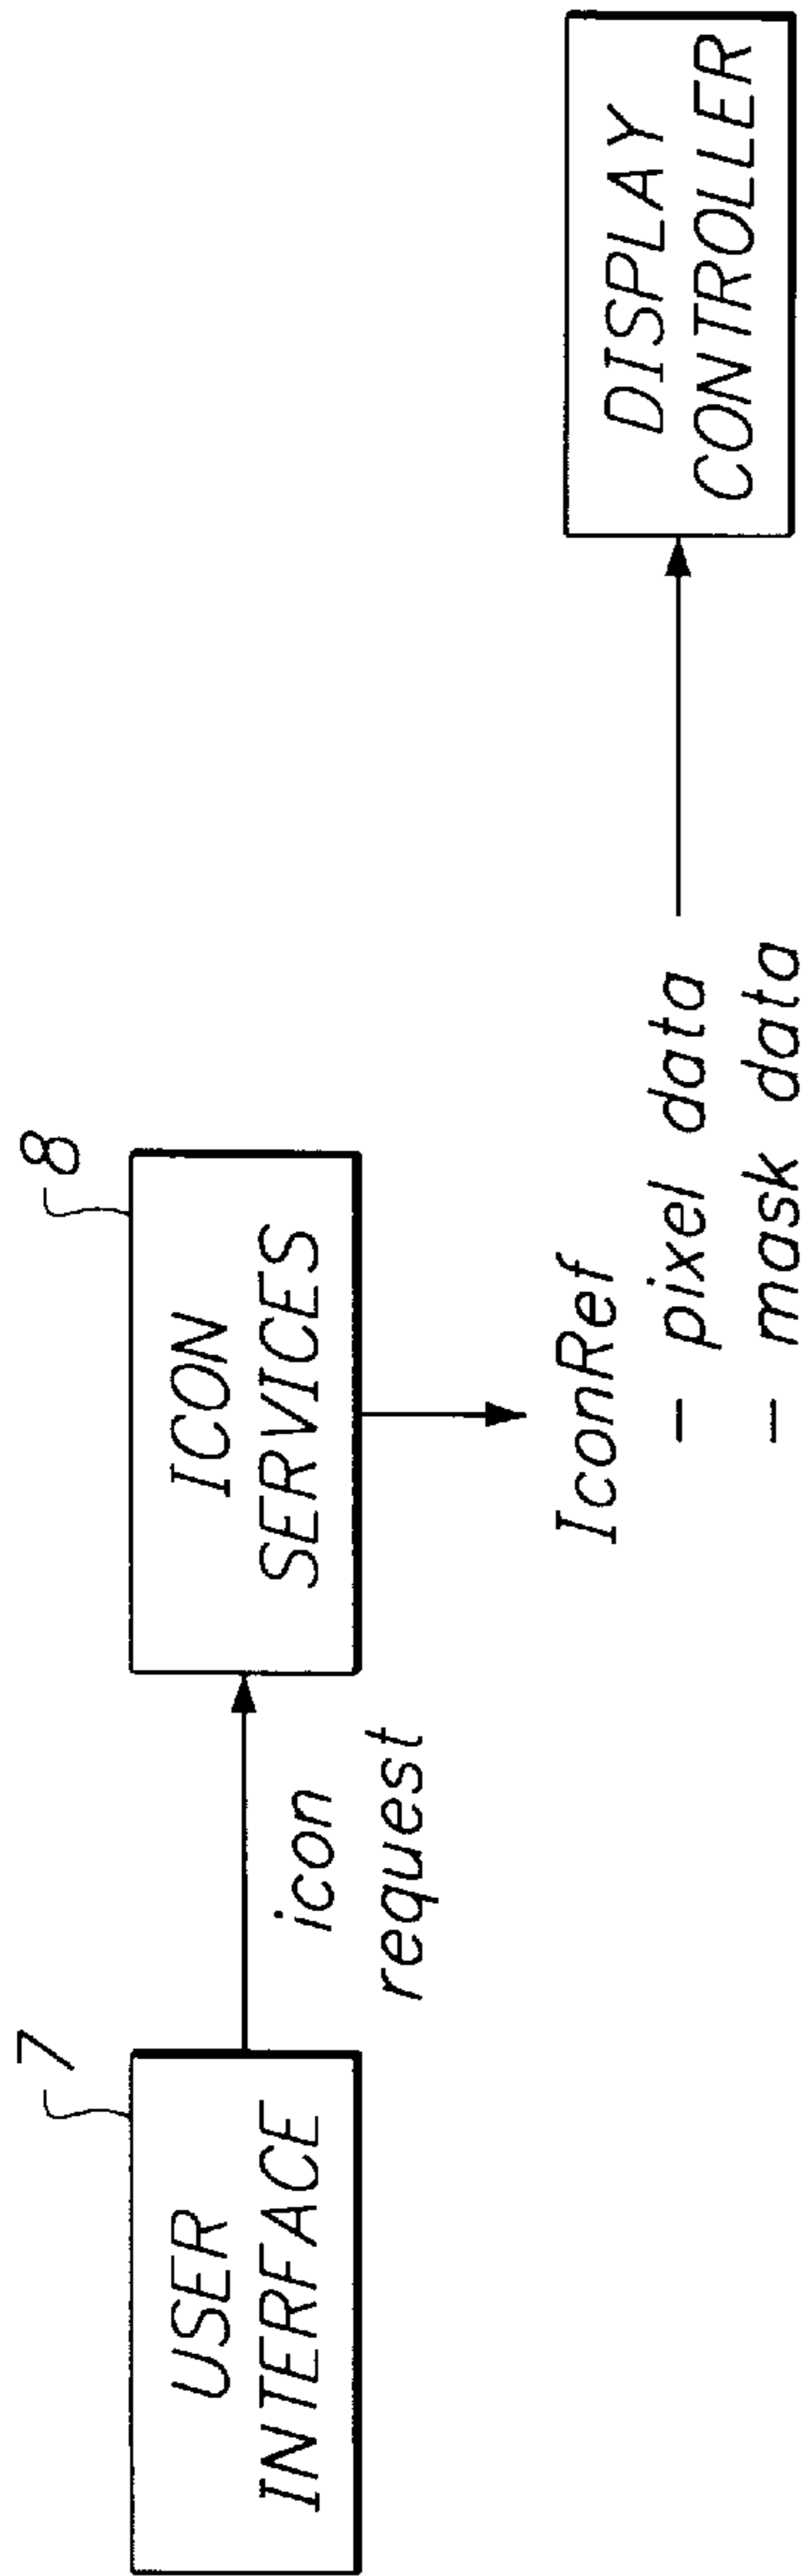 7
USER
INTERFACE
icon
request
8
ICON
SERVICES
IconRef
- pixel data
- mask data
DISPLAY
CONTROLLER